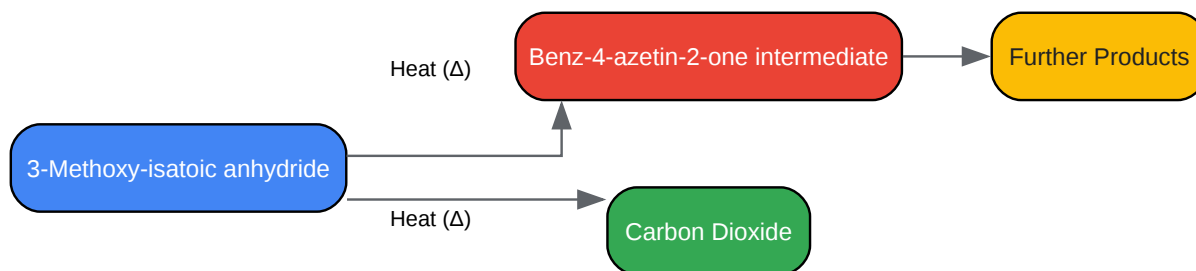 Benz-4-azetin-2-one intermediate
Further Products
Heat (Δ)
3-Methoxy-isatoic anhydride
Heat (Δ)
Carbon Dioxide